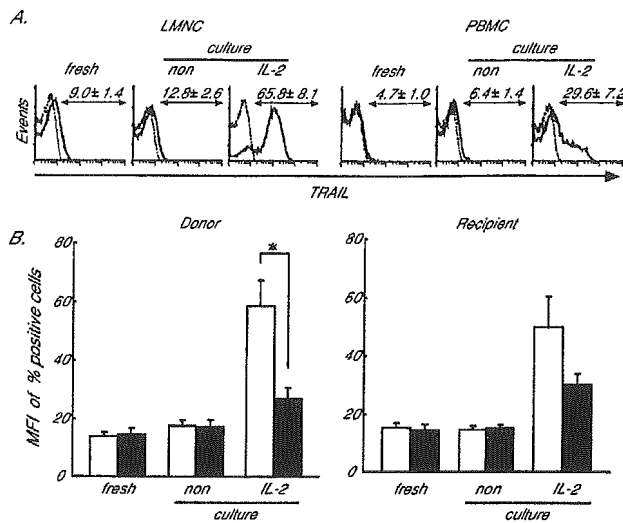 A.
LMNC
PBMC
culture
culture
fresh
non
IL-2
fresh
non
IL-2
Events
9.0± 1.4
12.8± 2.6
65.8± 8.1
4.7± 1.0
6.4± 1.4
29.6± 7.2
TRAIL
B.
Donor
Recipient
MFI of % positive cells
80
60
40
20
0
*
80
60
40
20
0
fresh
non
IL-2
culture
fresh
non
IL-2
culture